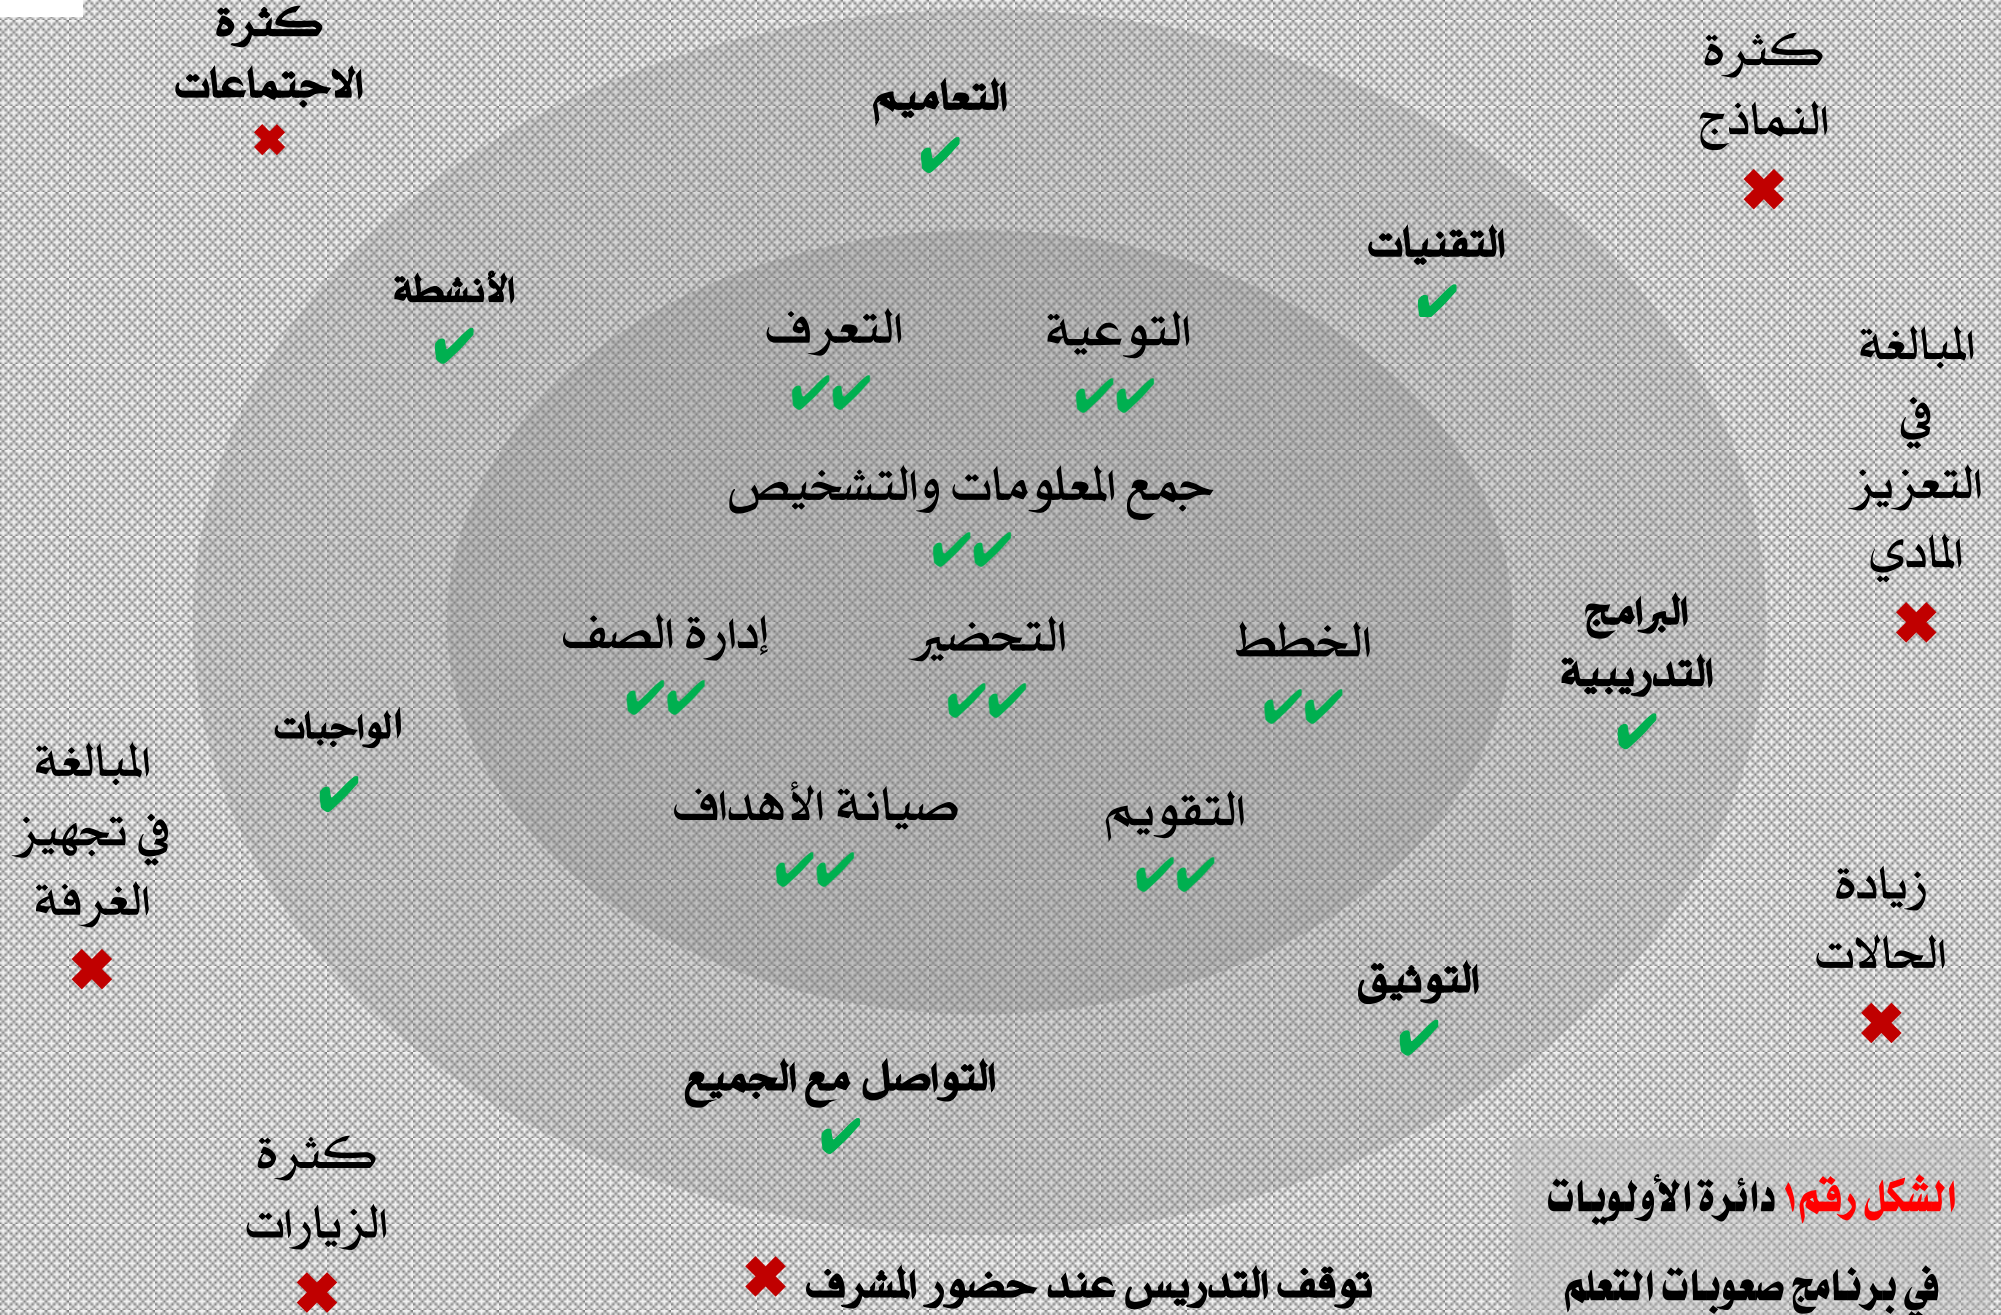 كثرة
النماذج
كثرة
الاجتماعات
التعاميم
التقنيات
الأنشطة
المبالغة
في
التعزيز
المادي
التوعية
التعرف
جمع المعلومات والتشخيص
البرامج
التدريبية
الخطط
التحضير
إدارة الصف
الواجبات
المبالغة
في تجهيز
الغرفة
التقويم
صيانة الأهداف
زيادة
الحالات
التوثيق
التواصل مع الجميع
كثرة
الزيارات
الشكل رقم١ دائرة الأولويات
في برنامج صعوبات التعلم
توقف التدريس عند حضور المشرف